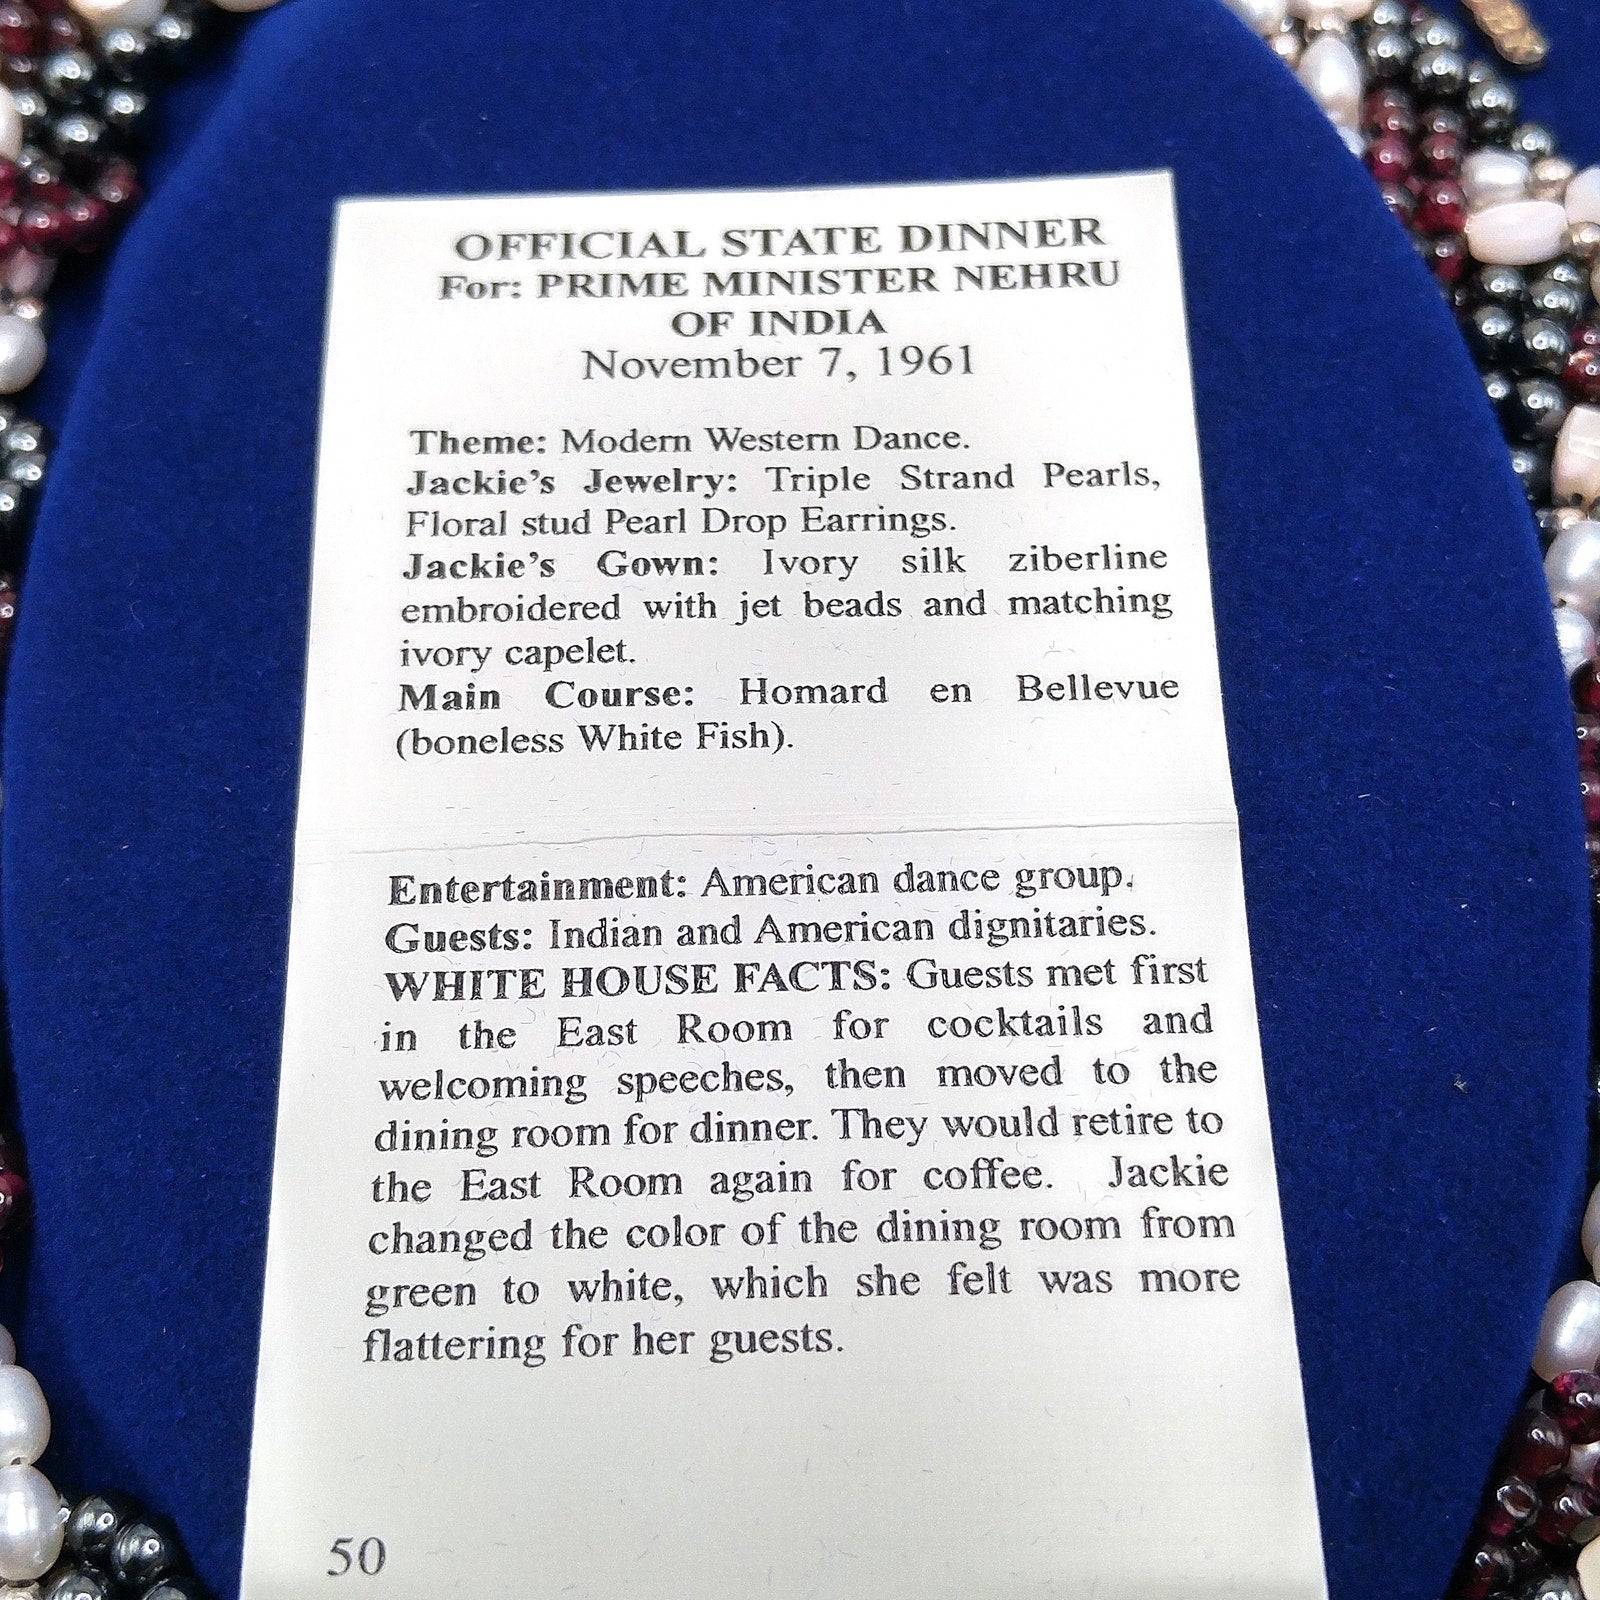 OFFICIAL STATE DINNER
For: PRIME MINISTER NEHRU
OF INDIA
November 7, 1961
Theme: Modern Western Dance.
Jackie's Jewelry: Triple Strand Pearls,
Floral stud Pearl Drop Earrings.
Jackie's Gown: Ivory silk ziberline
embroidered with jet beads and matching
ivory capelet.
Main Course: Homard en Bellevue
(boneless White Fish).
Entertainment: American dance group.
Guests: Indian and American dignitaries.
WHITE HOUSE FACTS: Guests met first
in the East Room for cocktails and
welcoming speeches, then moved to the
dining room for dinner. They would retire to
the East Room again for coffee. Jackie
changed the color of the dining room from
green to white, which she felt was more
flattering for her guests.
50